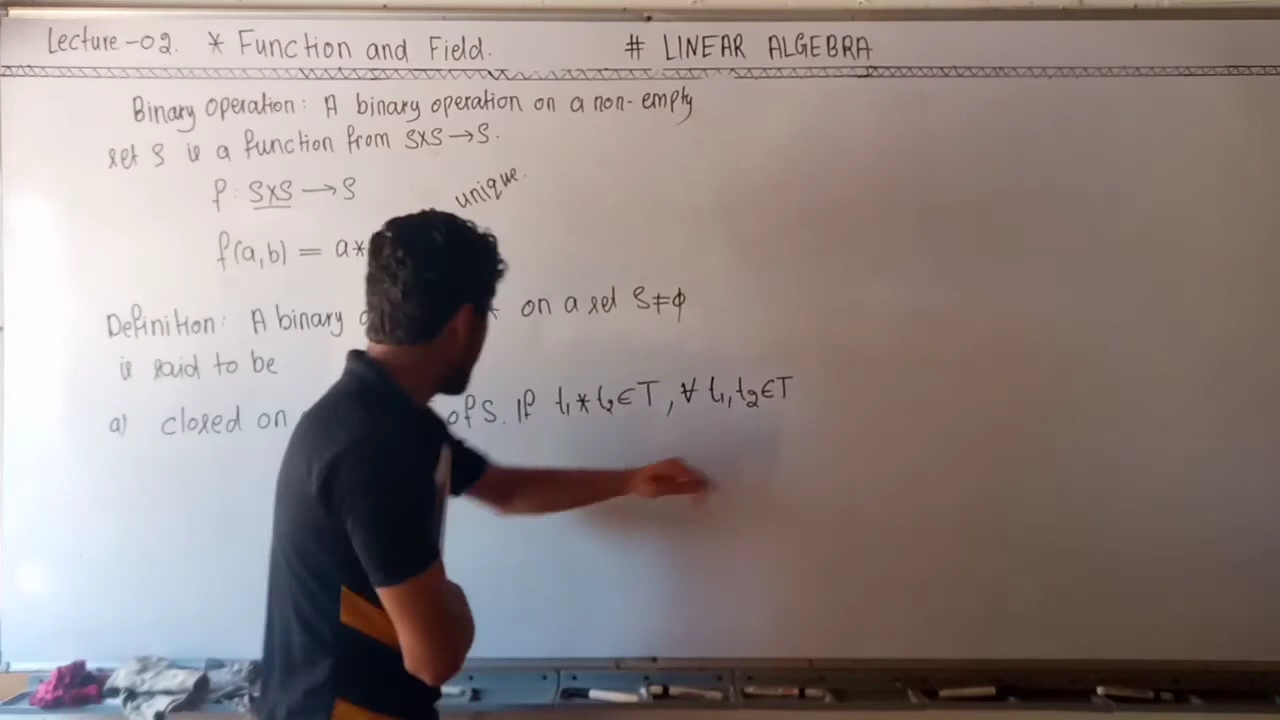 Lecture-02. * Function and Field. # LINEAR ALGEBRA
Binary operation: A binary operation on a non-empty
set S is a function from S×S→S.
f: S×S → S
unique.
f(a,b) = a*
Definition: A binary on a set S≠φ
is said to be
a) closed on of S. If t₁*t₂∈T, ∀ t₁,t₂∈T